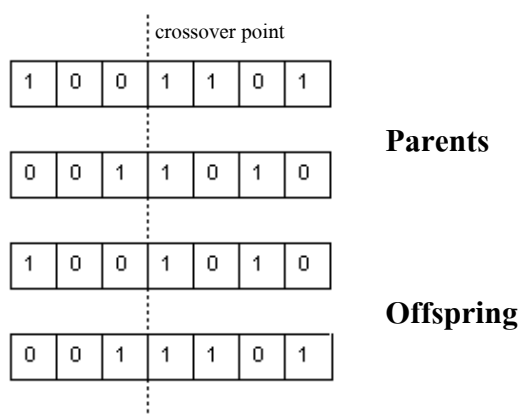 crossover point
1 0 0 1 1 0 1
Parents
0 0 1 1 0 1 0
1 0 0 1 0 1 0
Offspring
0 0 1 1 1 0 1